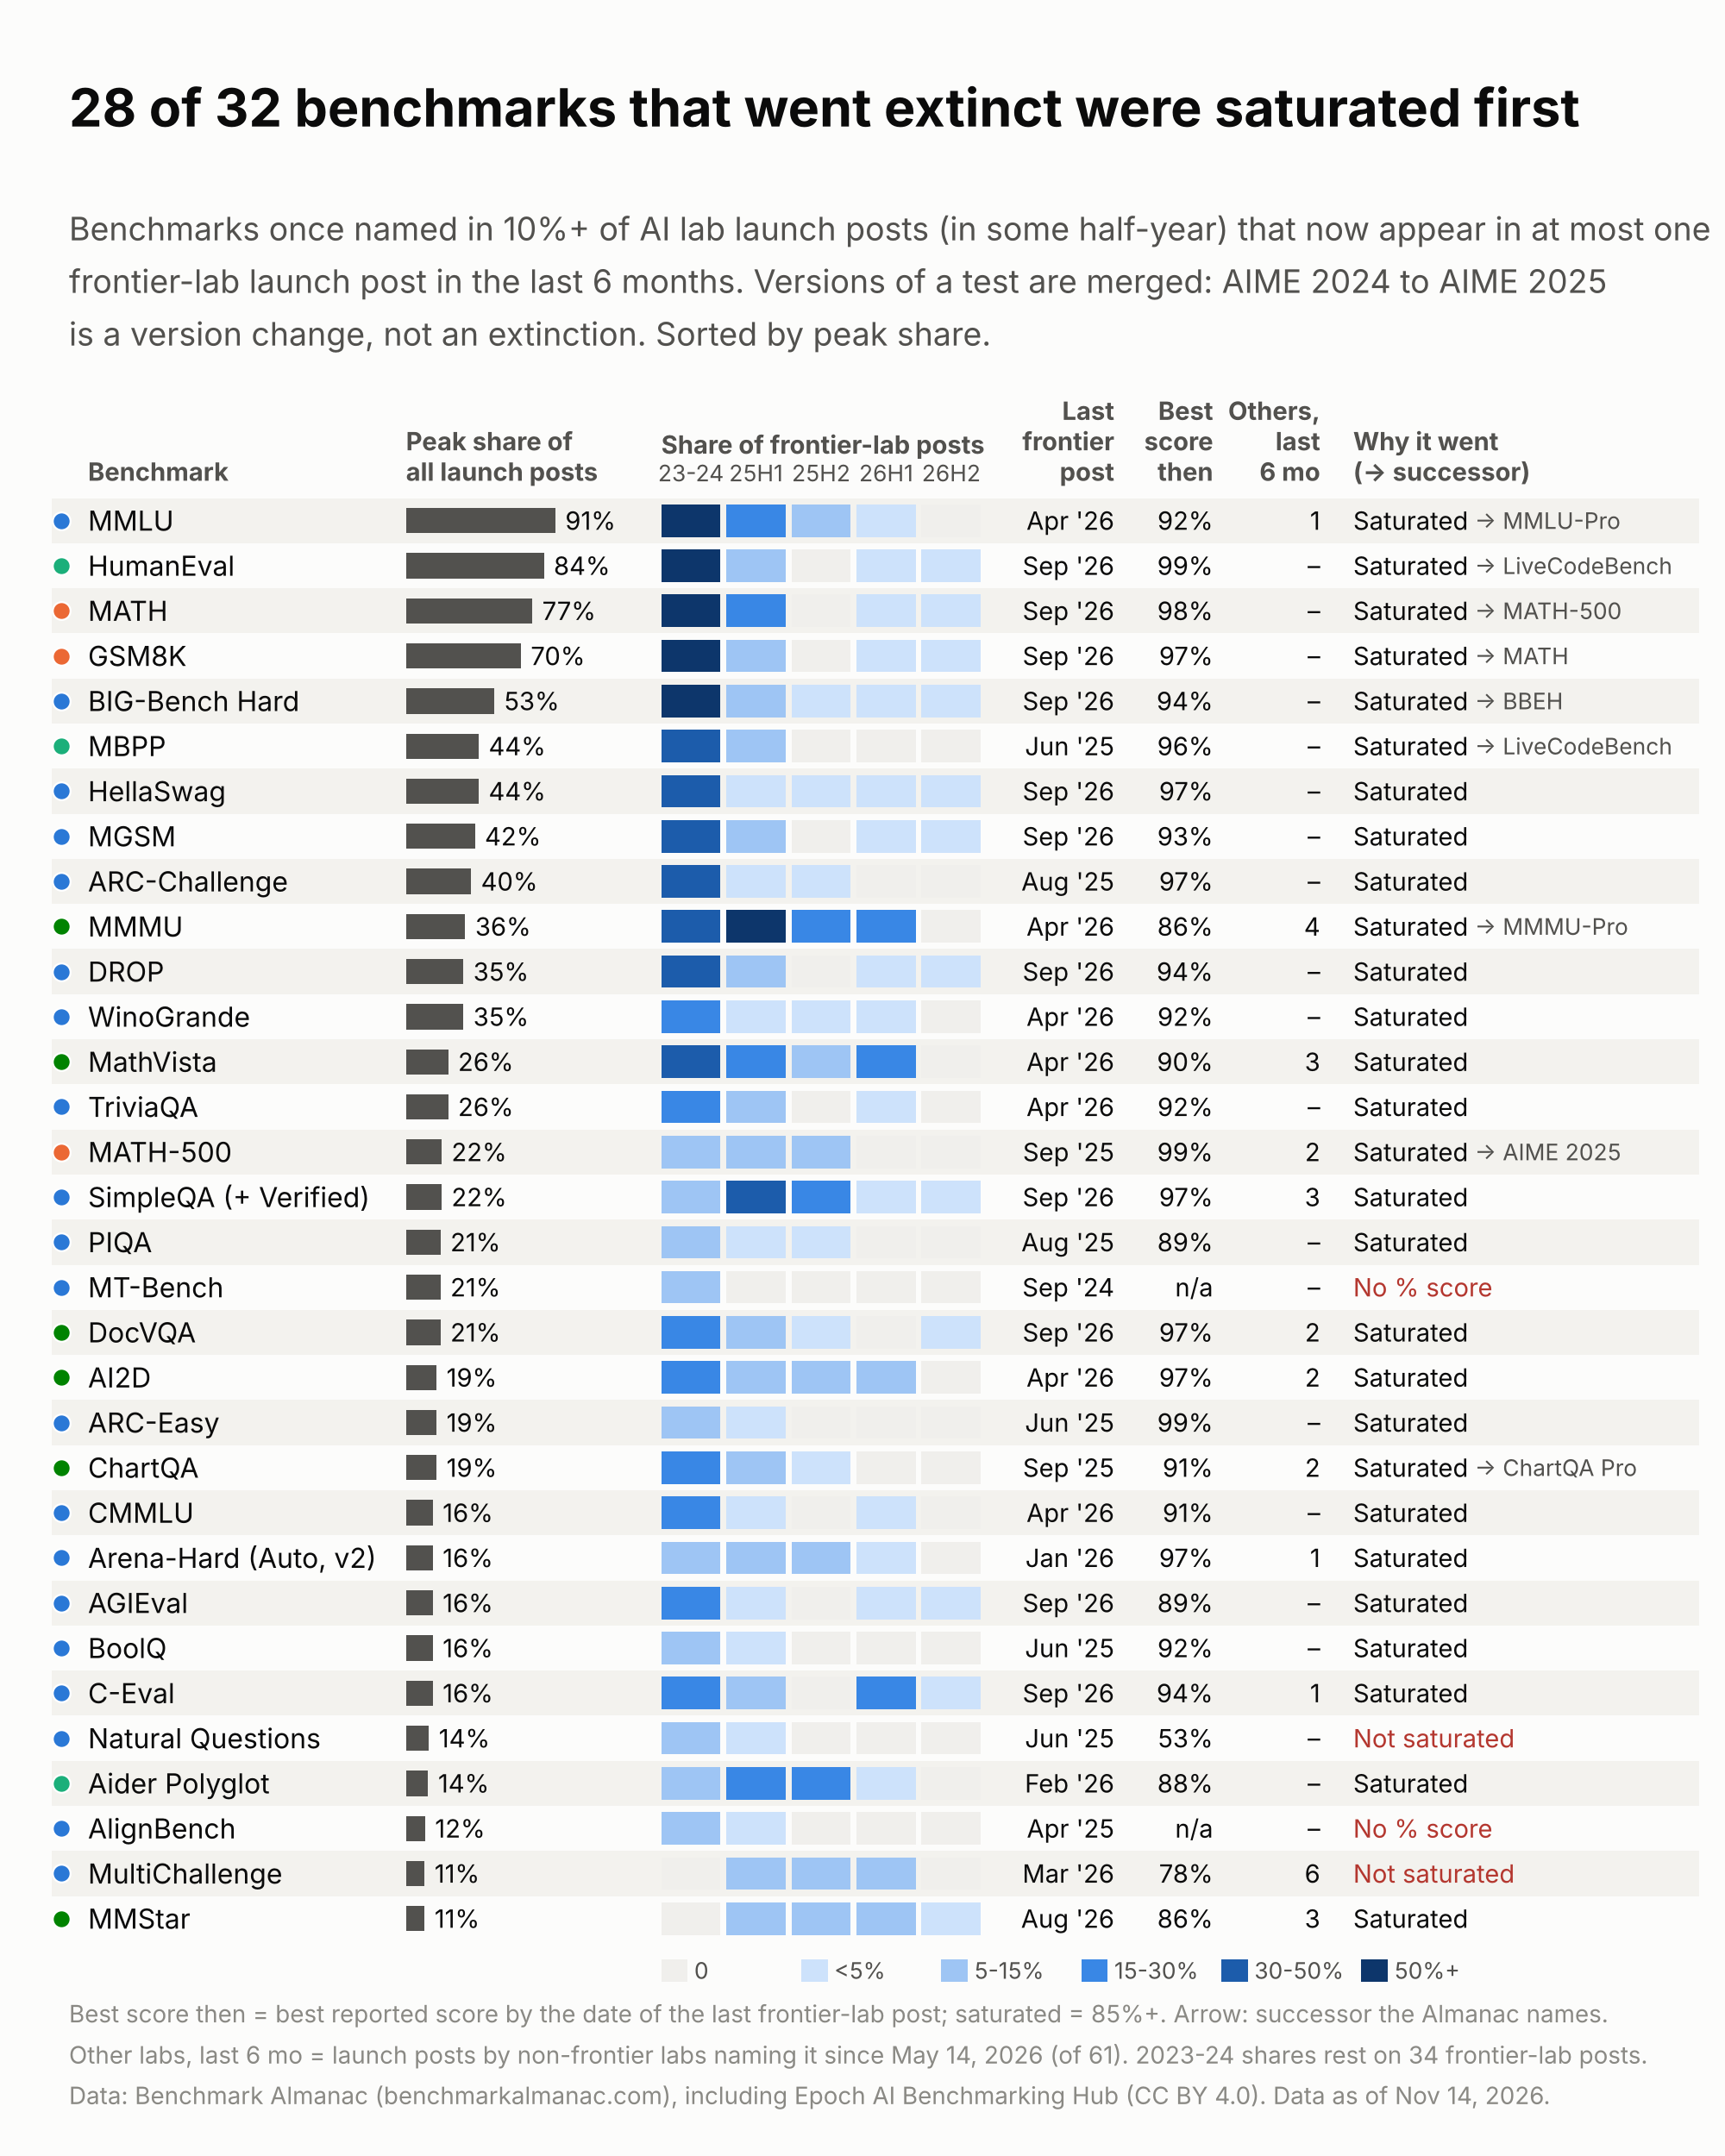 28 of 32 benchmarks that went extinct were saturated first
Benchmarks once named in 10%+ of AI lab launch posts (in some half-year) that now appear in at most one
frontier-lab launch post in the last 6 months. Versions of a test are merged: AIME 2024 to AIME 2025
is a version change, not an extinction. Sorted by peak share.
Benchmark
Peak share of
all launch posts
Share of frontier-lab posts
23-24 25H1 25H2 26H1 26H2
Last
frontier
post
Best
score
then
Others,
last
6 mo
Why it went
(→ successor)
MMLU 91% Apr '26 92% 1 Saturated → MMLU-Pro
HumanEval 84% Sep '26 99% – Saturated → LiveCodeBench
MATH 77% Sep '26 98% – Saturated → MATH-500
GSM8K 70% Sep '26 97% – Saturated → MATH
BIG-Bench Hard 53% Sep '26 94% – Saturated → BBEH
MBPP 44% Jun '25 96% – Saturated → LiveCodeBench
HellaSwag 44% Sep '26 97% – Saturated
MGSM 42% Sep '26 93% – Saturated
ARC-Challenge 40% Aug '25 97% – Saturated
MMMU 36% Apr '26 86% 4 Saturated → MMMU-Pro
DROP 35% Sep '26 94% – Saturated
WinoGrande 35% Apr '26 92% – Saturated
MathVista 26% Apr '26 90% 3 Saturated
TriviaQA 26% Apr '26 92% – Saturated
MATH-500 22% Sep '25 99% 2 Saturated → AIME 2025
SimpleQA (+ Verified) 22% Sep '26 97% 3 Saturated
PIQA 21% Aug '25 89% – Saturated
MT-Bench 21% Sep '24 n/a – No % score
DocVQA 21% Sep '26 97% 2 Saturated
AI2D 19% Apr '26 97% 2 Saturated
ARC-Easy 19% Jun '25 99% – Saturated
ChartQA 19% Sep '25 91% 2 Saturated → ChartQA Pro
CMMLU 16% Apr '26 91% – Saturated
Arena-Hard (Auto, v2) 16% Jan '26 97% 1 Saturated
AGIEval 16% Sep '26 89% – Saturated
BoolQ 16% Jun '25 92% – Saturated
C-Eval 16% Sep '26 94% 1 Saturated
Natural Questions 14% Jun '25 53% – Not saturated
Aider Polyglot 14% Feb '26 88% – Saturated
AlignBench 12% Apr '25 n/a – No % score
MultiChallenge 11% Mar '26 78% 6 Not saturated
MMStar 11% Aug '26 86% 3 Saturated
0 <5% 5-15% 15-30% 30-50% 50%+
Best score then = best reported score by the date of the last frontier-lab post; saturated = 85%+. Arrow: successor the Almanac names.
Other labs, last 6 mo = launch posts by non-frontier labs naming it since May 14, 2026 (of 61). 2023-24 shares rest on 34 frontier-lab posts.
Data: Benchmark Almanac (benchmarkalmanac.com), including Epoch AI Benchmarking Hub (CC BY 4.0). Data as of Nov 14, 2026.